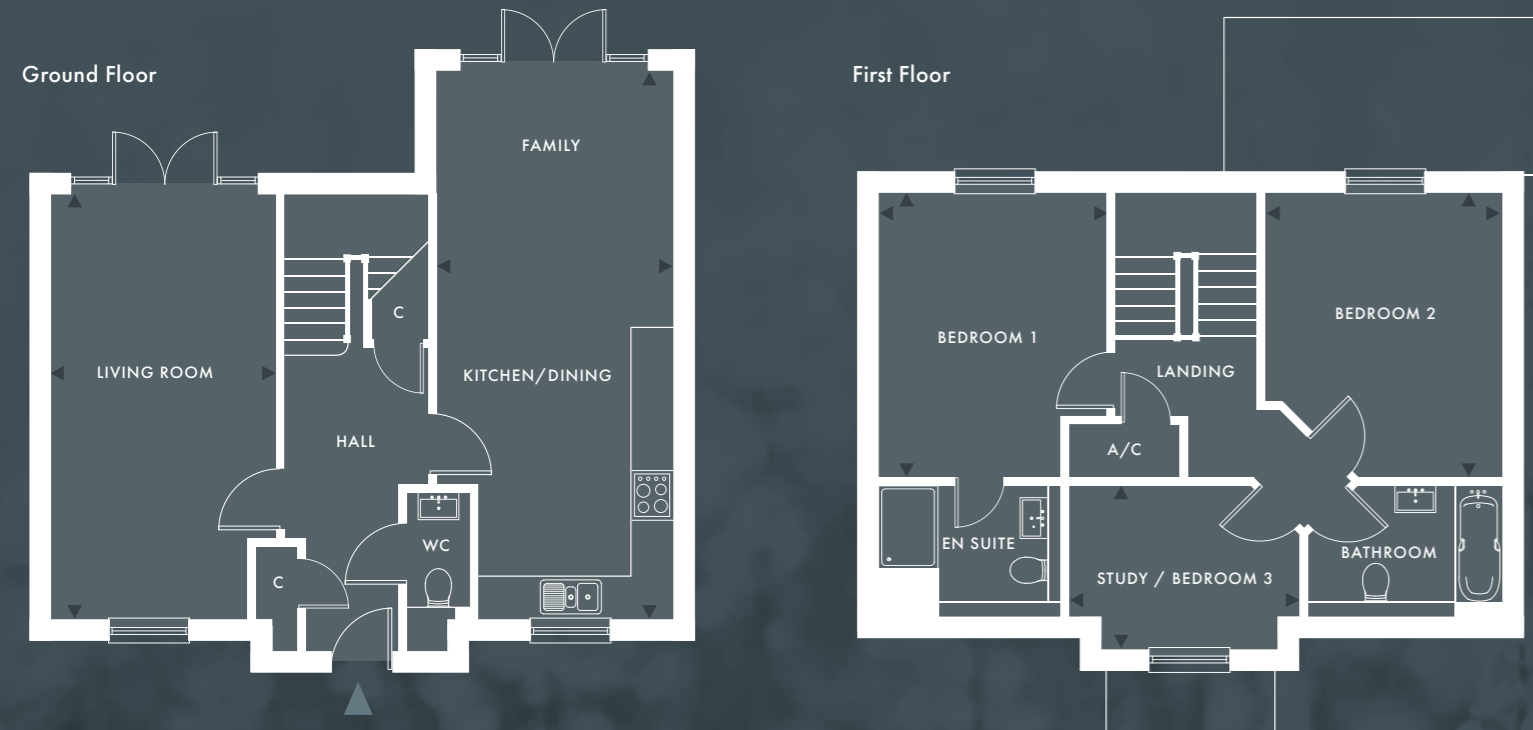 Ground Floor
FAMILY
C
LIVING ROOM
KITCHEN/DINING
HALL
WC
C
First Floor
BEDROOM 1
BEDROOM 2
LANDING
A/C
EN SUITE
BATHROOM
STUDY / BEDROOM 3